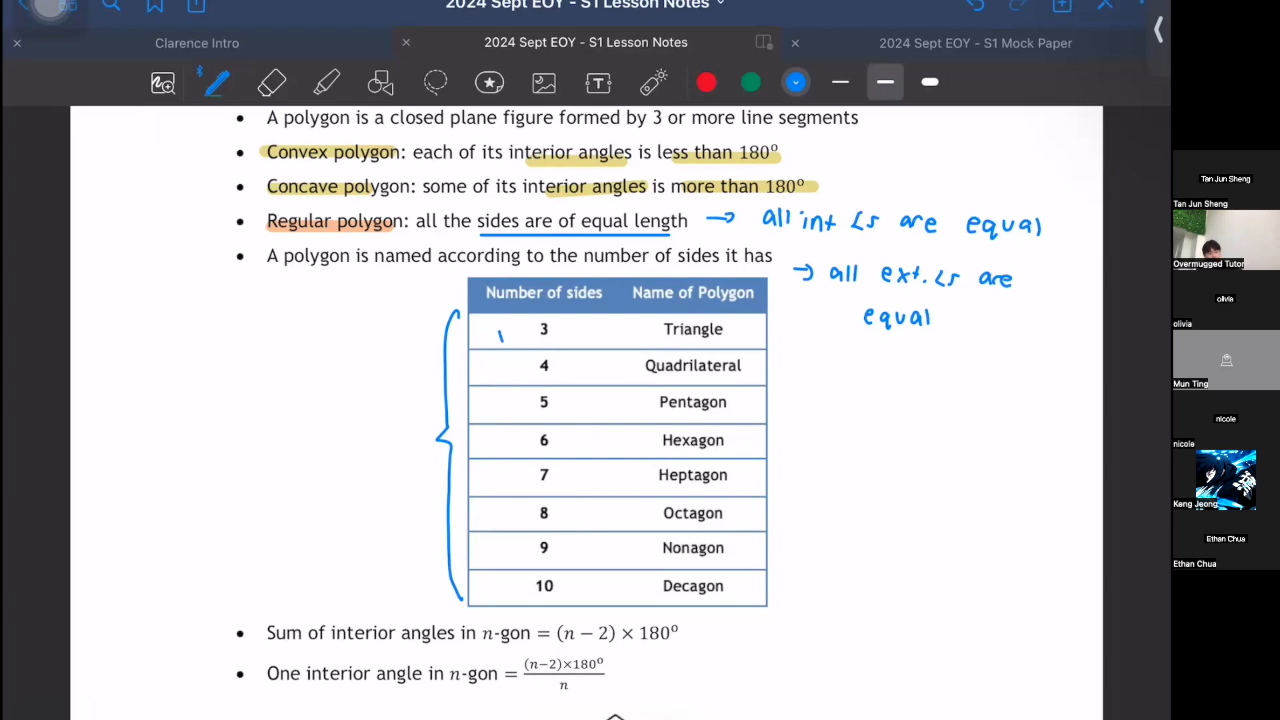 2024 Sept EOY - S1 Lesson Notes
Clarence Intro
2024 Sept EOY - S1 Lesson Notes
2024 Sept EOY - S1 Mock Paper
• A polygon is a closed plane figure formed by 3 or more line segments
• Convex polygon: each of its interior angles is less than 180°
• Concave polygon: some of its interior angles is more than 180°
• Regular polygon: all the sides are of equal length → all int ∠s are equal
• A polygon is named according to the number of sides it has
→ all ext. ∠s are
equal
Number of sides Name of Polygon
3 Triangle
4 Quadrilateral
5 Pentagon
6 Hexagon
7 Heptagon
8 Octagon
9 Nonagon
10 Decagon
• Sum of interior angles in n-gon = (n − 2) × 180°
• One interior angle in n-gon = (n−2)×180°
n
Tan Jun Sheng
Tan Jun Sheng
Overmugged Tutor
olivia
olivia
Mun Ting
nicole
nicole
Keng Jeong
Ethan Chua
Ethan Chua